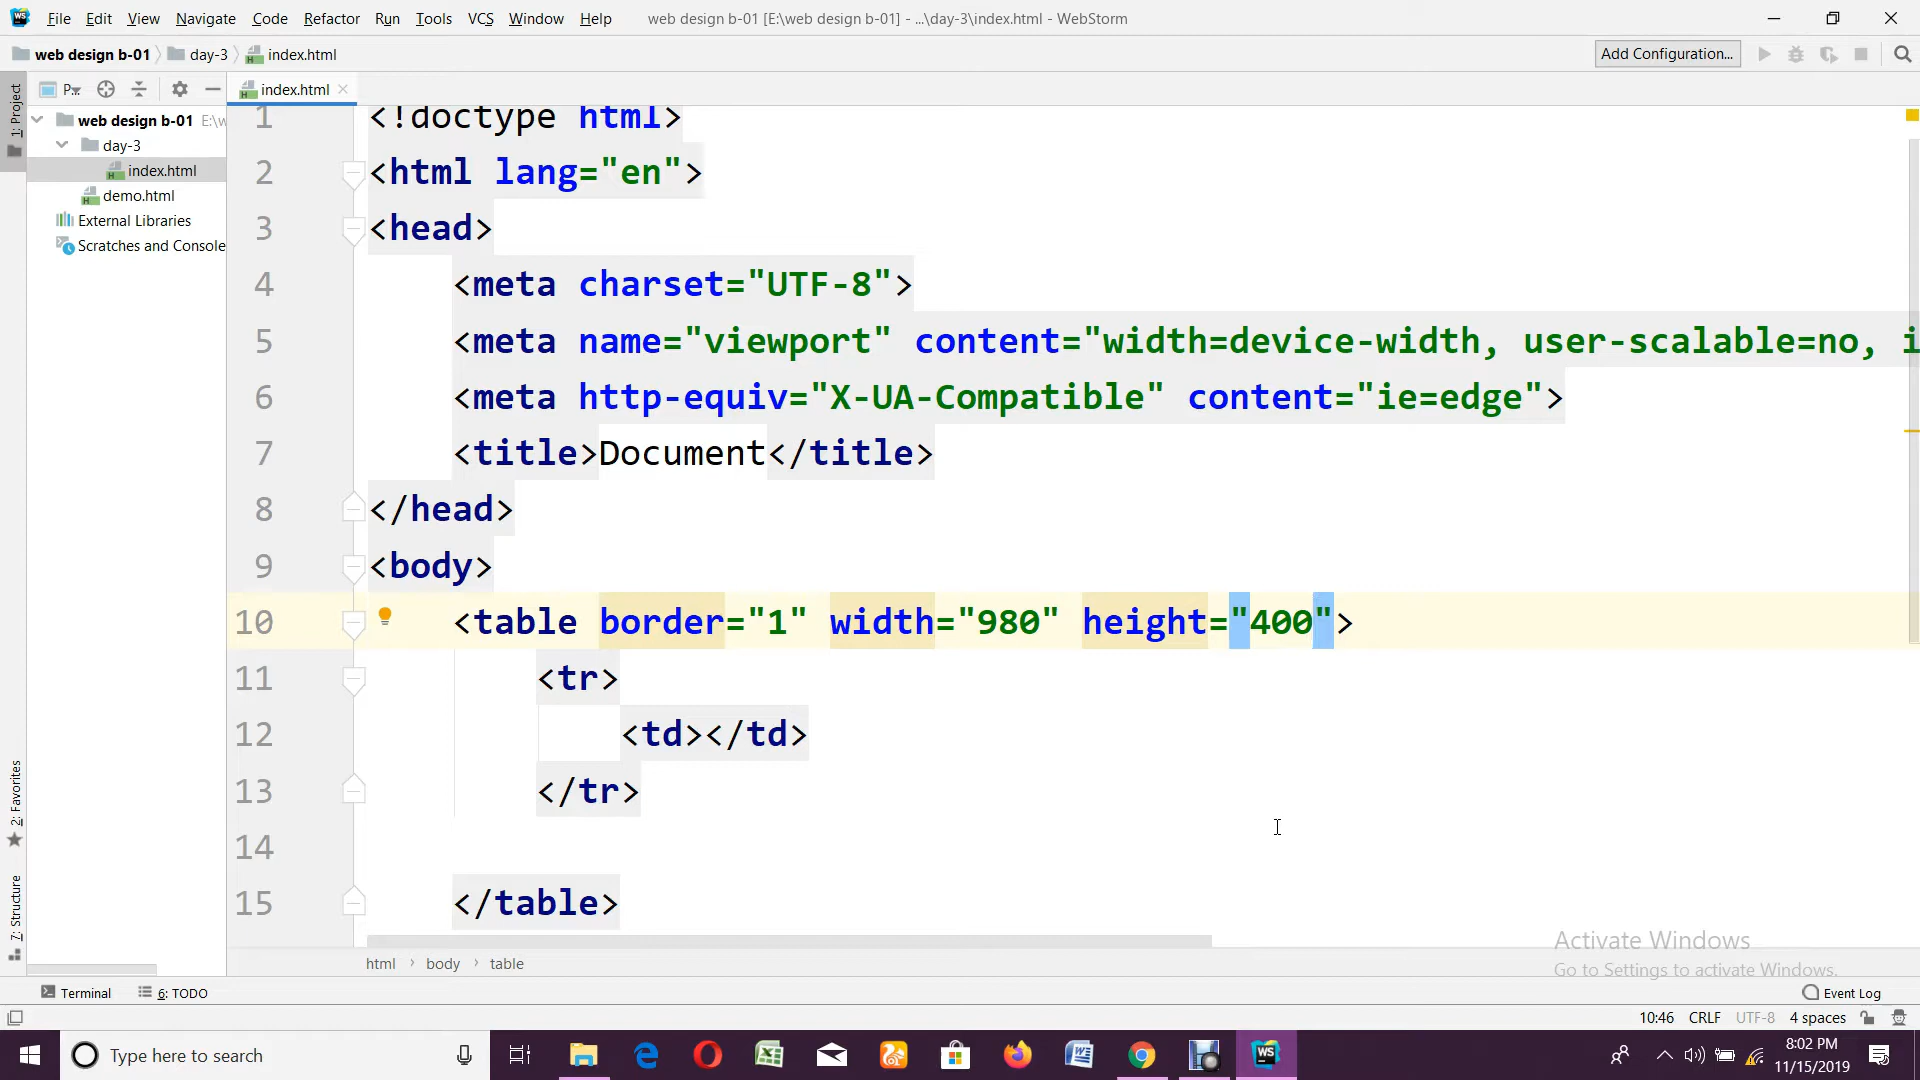 File Edit View Navigate Code Refactor Run Tools VCS Window Help web design b-01 [E:\web design b-01] - ...\day-3\index.html - WebStorm
web design b-01 day-3 index.html Add Configuration...
1: Project
P
index.html
web design b-01 E:\w
day-3
index.html
demo.html
External Libraries
Scratches and Console
1 <!doctype html>
2 <html lang="en">
3 <head>
4 <meta charset="UTF-8">
5 <meta name="viewport" content="width=device-width, user-scalable=no, i
6 <meta http-equiv="X-UA-Compatible" content="ie=edge">
7 <title>Document</title>
8 </head>
9 <body>
10 <table border="1" width="980" height="400">
11 <tr>
12 <td></td>
13 </tr>
14
15 </table>
2: Favorites
7: Structure
Activate Windows
Go to Settings to activate Windows.
html body table
Terminal 6: TODO Event Log
10:46 CRLF UTF-8 4 spaces
Type here to search
8:02 PM
11/15/2019